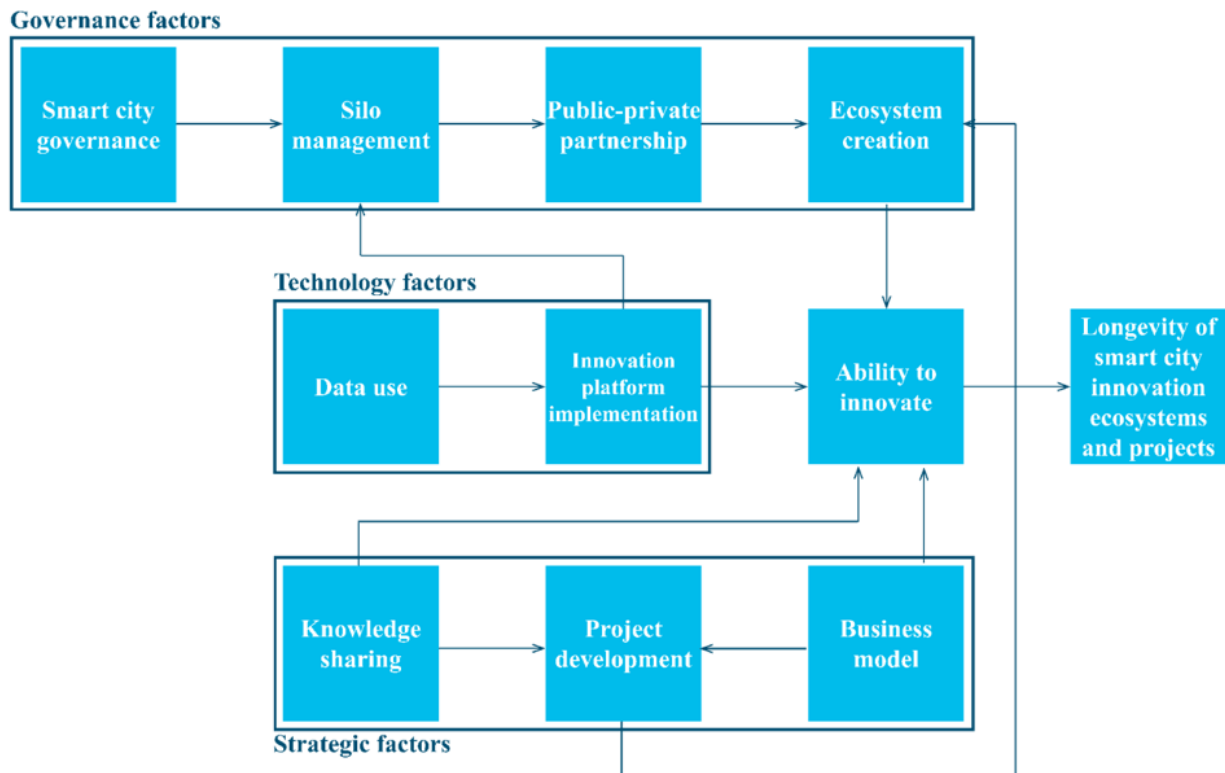 Governance factors
Smart city
governance
Silo
management
Public-private
partnership
Ecosystem
creation
Technology factors
Data use
Innovation
platform
implementation
Ability to
innovate
Longevity of
smart city
innovation
ecosystems
and projects
Knowledge
sharing
Project
development
Business
model
Strategic factors